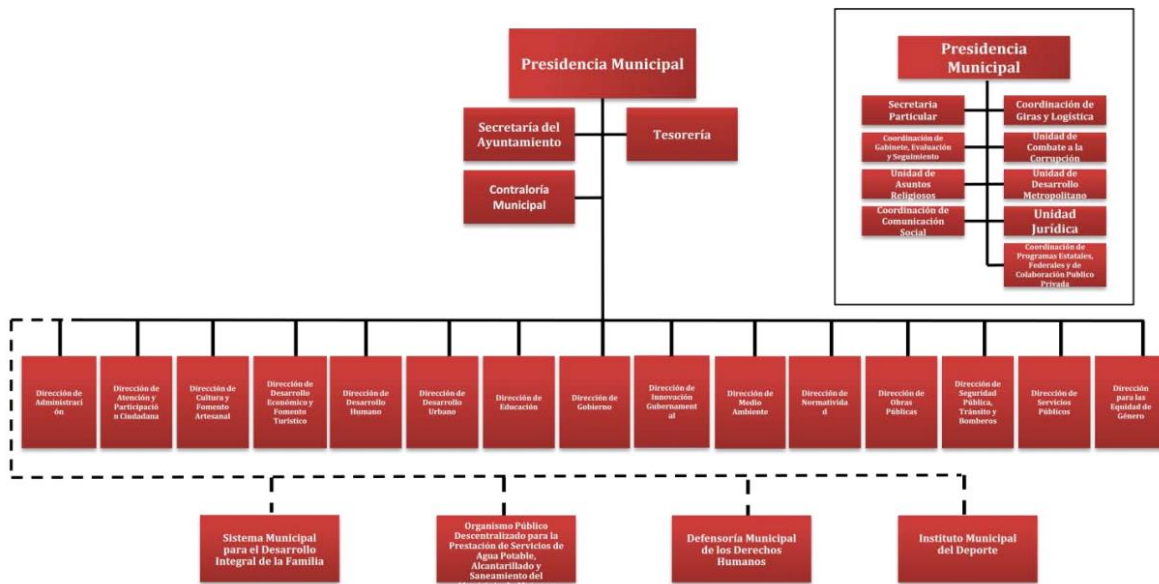 Presidencia Municipal
Secretaría del
Ayuntamiento
Tesorería
Contraloría
Municipal
Presidencia
Municipal
Secretaria
Particular
Coordinación de
Giras y Logística
Coordinación de
Gabinete, Evaluación
y Seguimiento
Unidad de
Combate a la
Corrupción
Unidad de
Asuntos
Religiosos
Unidad de
Desarrollo
Metropolitano
Coordinación de
Comunicación
Social
Unidad
Jurídica
Coordinación de
Programas Estatales,
Federales y de
Colaboración Público
Privada
Dirección de
Administraci
ón
Dirección de
Atención y
Participació
n Ciudadana
Dirección de
Cultura y
Fomento
Artesanal
Dirección de
Desarrollo
Económico y
Fomento
Turístico
Dirección de
Desarrollo
Humano
Dirección de
Desarrollo
Urbano
Dirección de
Educación
Dirección de
Gobierno
Dirección de
Innovación
Gubernament
al
Dirección de
Medio
Ambiente
Dirección de
Normativida
d
Dirección de
Obras
Públicas
Dirección de
Seguridad
Pública,
Tránsito y
Bomberos
Dirección de
Servicios
Públicos
Dirección
para las
Equidad de
Género
Sistema Municipal
para el Desarrollo
Integral de la Familia
Organismo Público
Descentralizado para la
Prestación de Servicios de
Agua Potable,
Alcantarillado y
Saneamiento del
Defensoría Municipal
de los Derechos
Humanos
Instituto Municipal
del Deporte